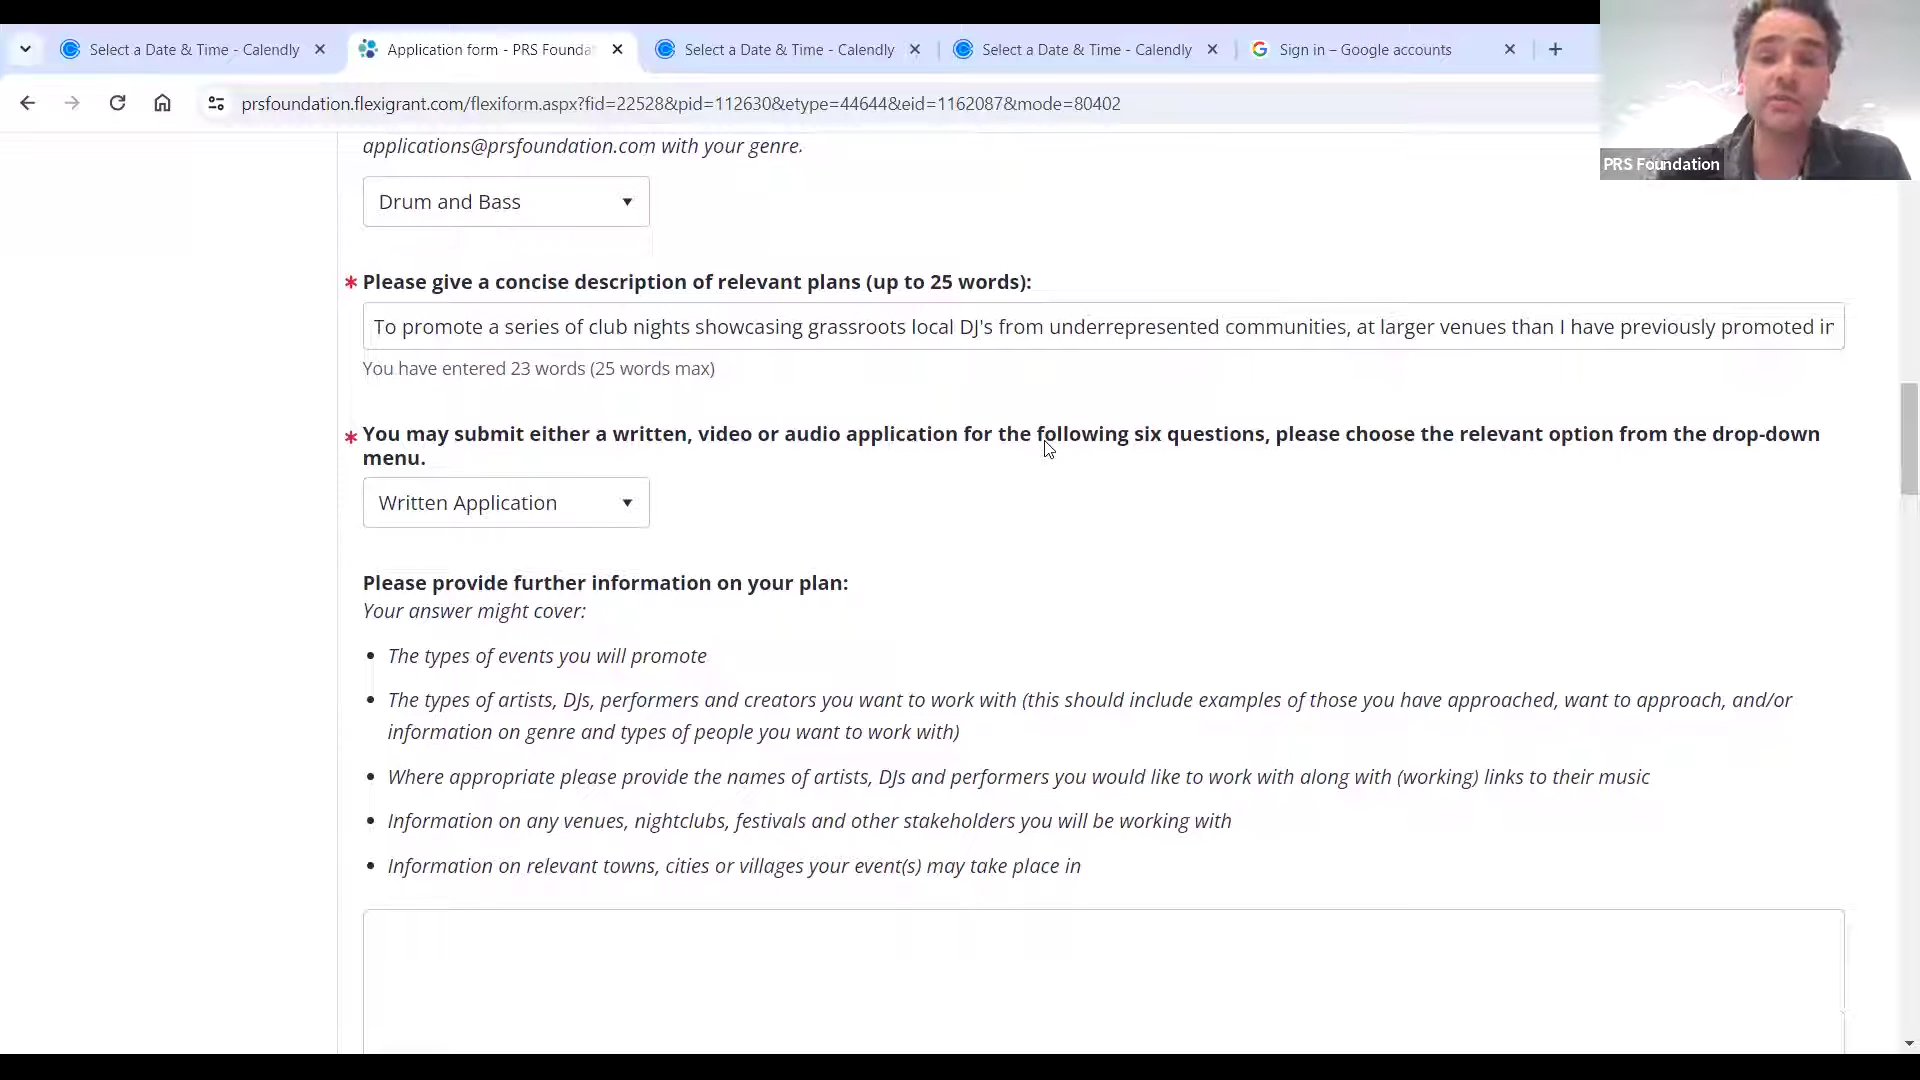 Select a Date & Time - Calendly
Application form - PRS Foundat
Select a Date & Time - Calendly
Select a Date & Time - Calendly
Sign in – Google accounts
prsfoundation.flexigrant.com/flexiform.aspx?fid=22528&pid=112630&etype=44644&eid=1162087&mode=80402
PRS Foundation
applications@prsfoundation.com with your genre.
Drum and Bass
* Please give a concise description of relevant plans (up to 25 words):
To promote a series of club nights showcasing grassroots local DJ's from underrepresented communities, at larger venues than I have previously promoted in
You have entered 23 words (25 words max)
* You may submit either a written, video or audio application for the following six questions, please choose the relevant option from the drop-down
menu.
Written Application
Please provide further information on your plan:
Your answer might cover:
• The types of events you will promote
• The types of artists, DJs, performers and creators you want to work with (this should include examples of those you have approached, want to approach, and/or
information on genre and types of people you want to work with)
• Where appropriate please provide the names of artists, DJs and performers you would like to work with along with (working) links to their music
• Information on any venues, nightclubs, festivals and other stakeholders you will be working with
• Information on relevant towns, cities or villages your event(s) may take place in